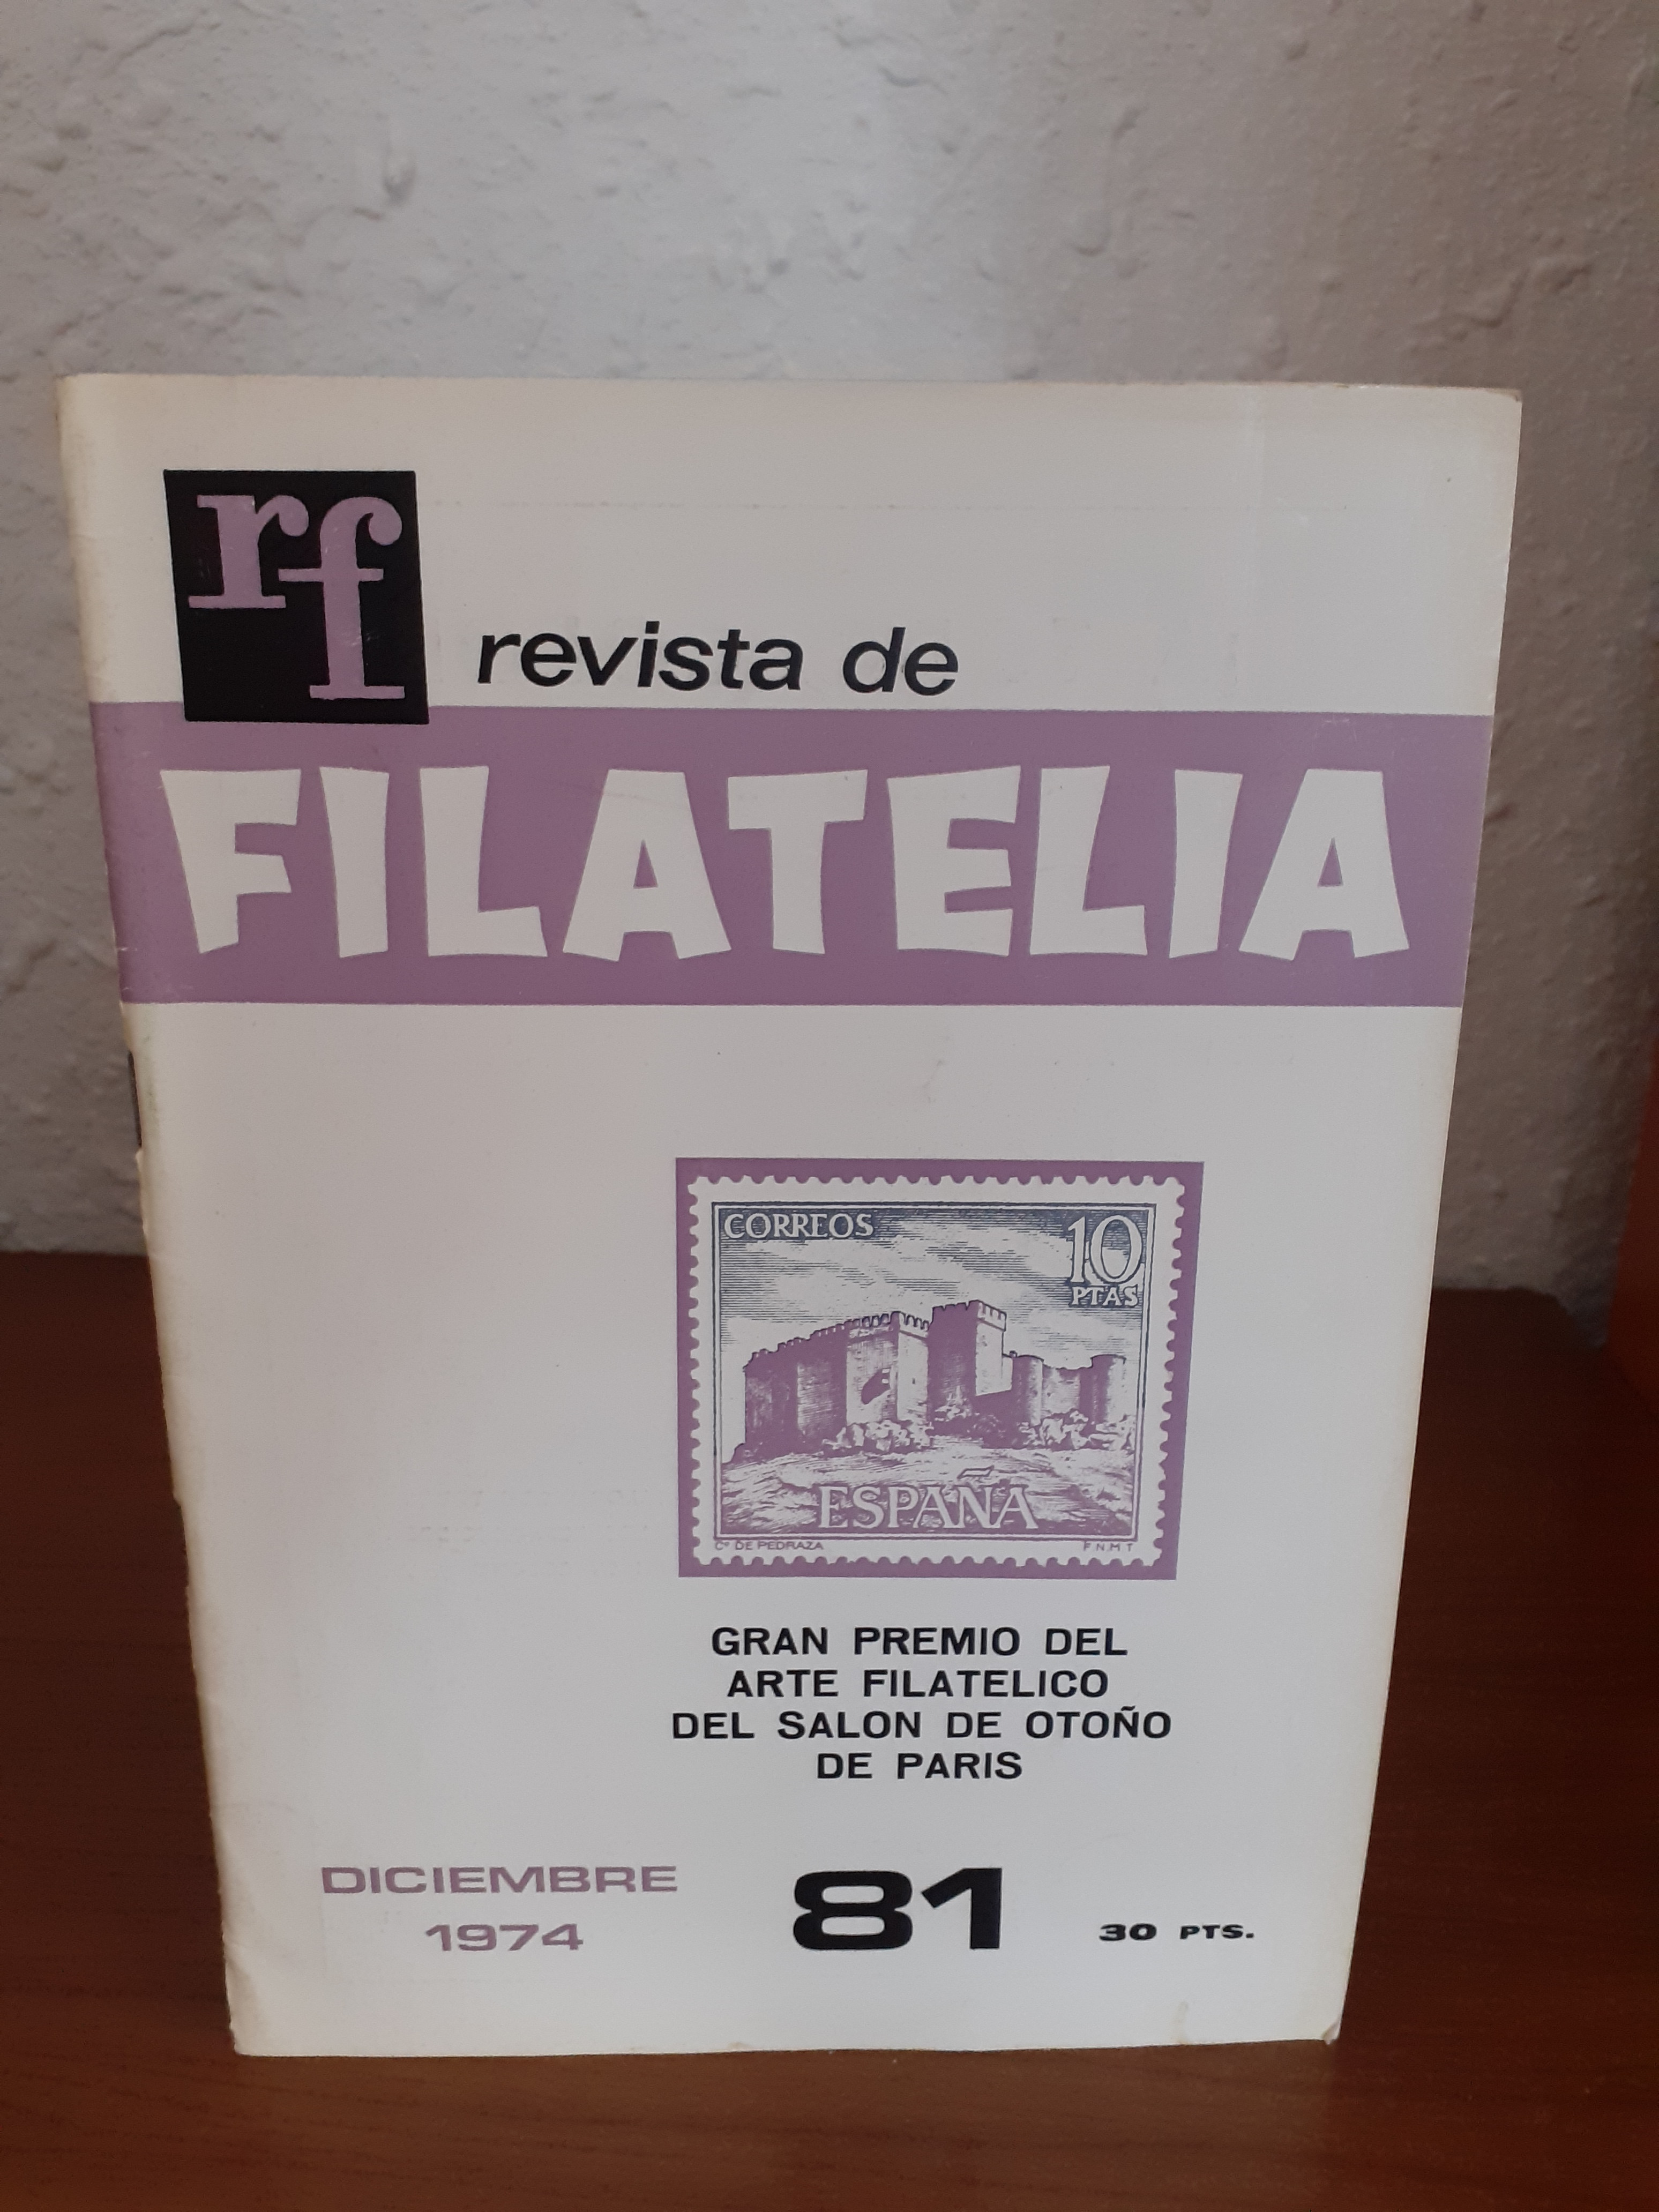 rf
revista de
FILATELIA
CORREOS
10
PTAS
ESPAÑA
Cº DE PEDRAZA
F.N.M.T
GRAN PREMIO DEL
ARTE FILATELICO
DEL SALON DE OTOÑO
DE PARIS
DICIEMBRE
1974
81
30 PTS.